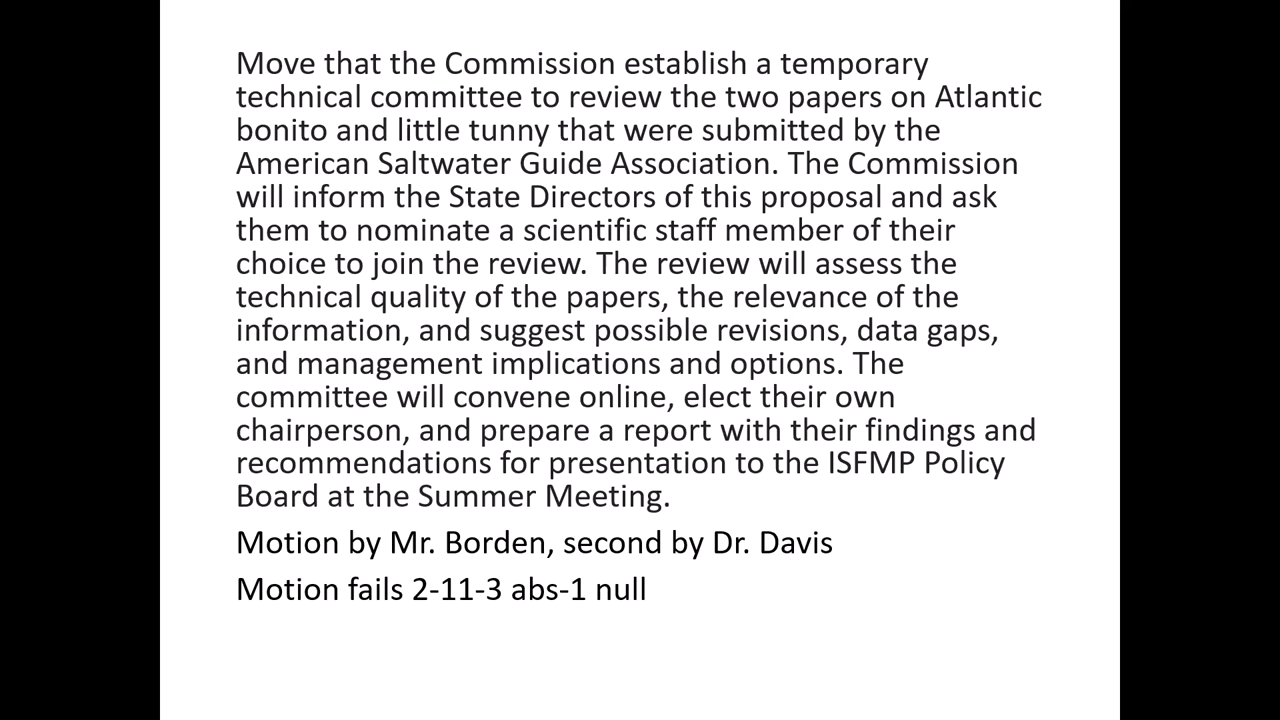 Move that the Commission establish a temporary
technical committee to review the two papers on Atlantic
bonito and little tunny that were submitted by the
American Saltwater Guide Association. The Commission
will inform the State Directors of this proposal and ask
them to nominate a scientific staff member of their
choice to join the review. The review will assess the
technical quality of the papers, the relevance of the
information, and suggest possible revisions, data gaps,
and management implications and options. The
committee will convene online, elect their own
chairperson, and prepare a report with their findings and
recommendations for presentation to the ISFMP Policy
Board at the Summer Meeting.
Motion by Mr. Borden, second by Dr. Davis
Motion fails 2-11-3 abs-1 null